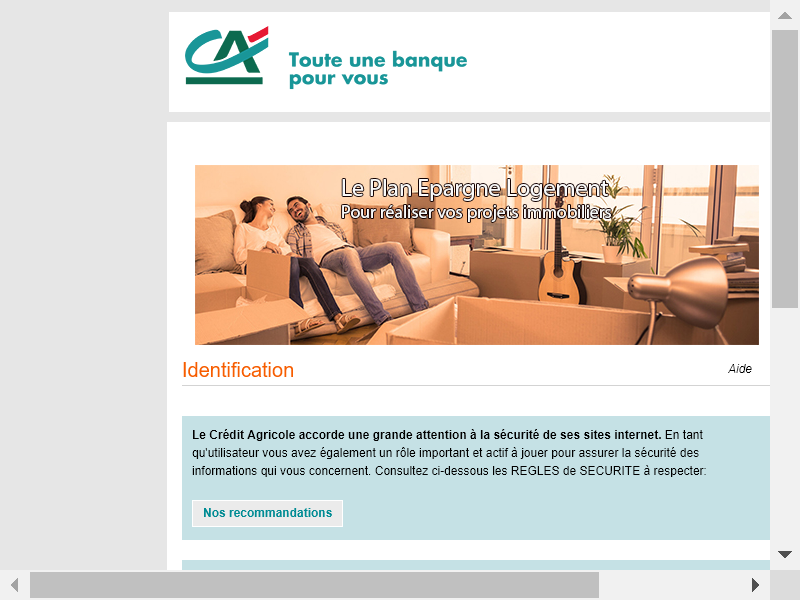 CA
Toute une banque
pour vous
Le Plan Epargne Logement
Pour réaliser vos projets immobiliers
Identification
Aide
Le Crédit Agricole accorde une grande attention à la sécurité de ses sites internet. En tant
qu'utilisateur vous avez également un rôle important et actif à jouer pour assurer la sécurité des
informations qui vous concernent. Consultez ci-dessous les REGLES de SECURITE à respecter:
Nos recommandations